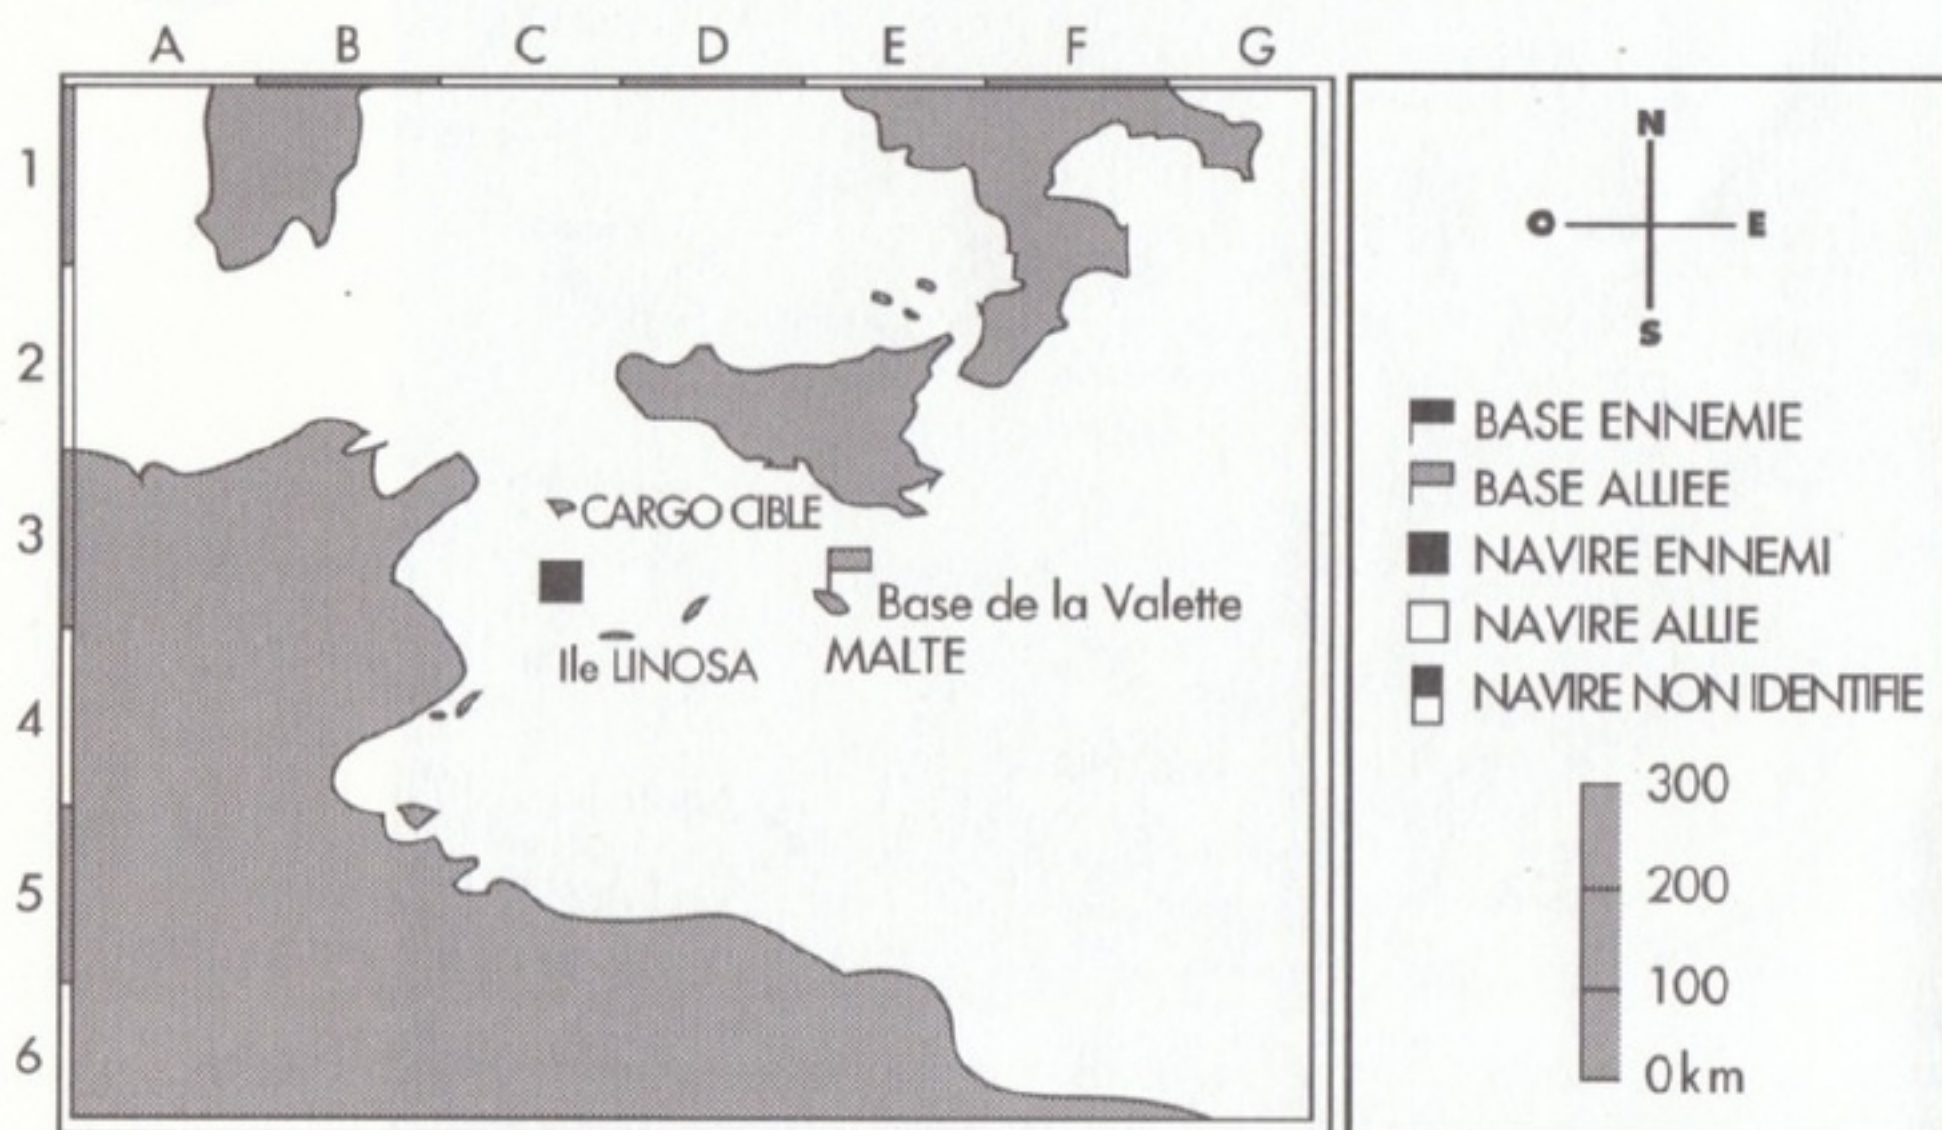 A B C D E F G
1
2
3
4
5
6
CARGO CIBLE
Base de la Valette
Ile LINOSA
MALTE
N
O E
S
BASE ENNEMIE
BASE ALLIEE
NAVIRE ENNEMI
NAVIRE ALLIE
NAVIRE NON IDENTIFIE
300
200
100
0km